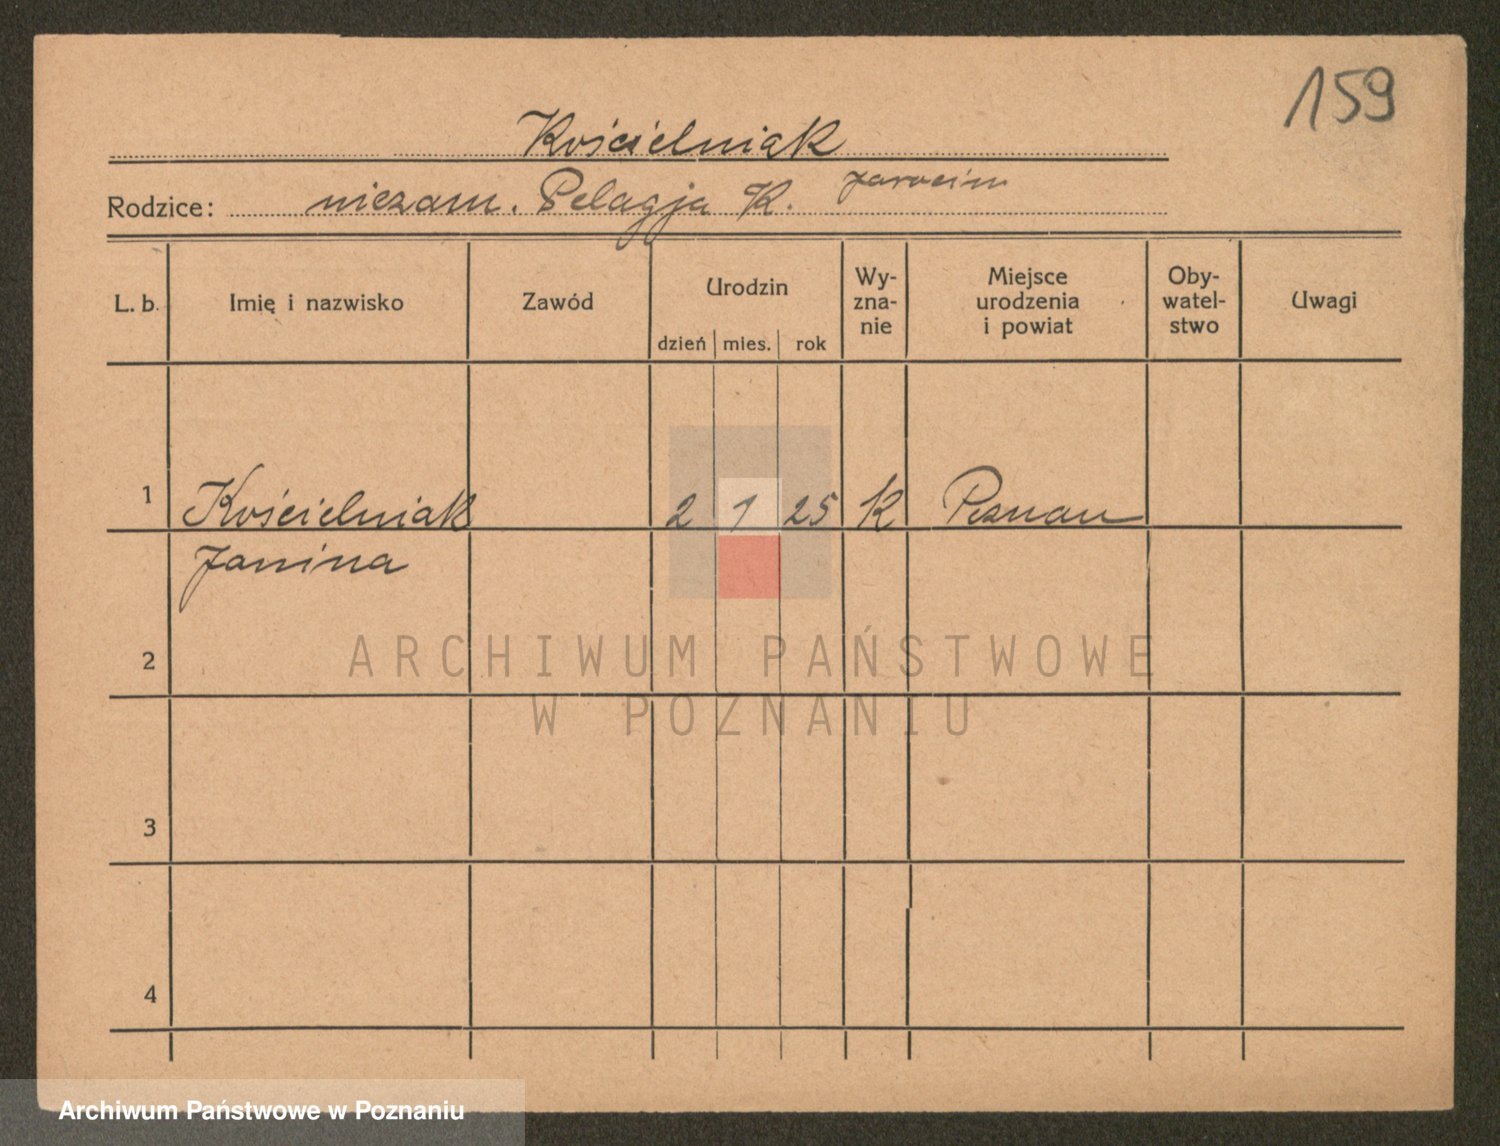 159
Kościelniak
Rodzice: niezam. Pelagja K. Jarocin
L. b. Imię i nazwisko Zawód Urodzin dzień mies. rok Wy-zna-nie Miejsce urodzenia i powiat Oby-watel-stwo Uwagi
1 Kościelniak 2 1 25 K Poznan
Janina
2
ARCHIWUM PAŃSTWOWE
W POZNANIU
3
4
Archiwum Państwowe w Poznaniu